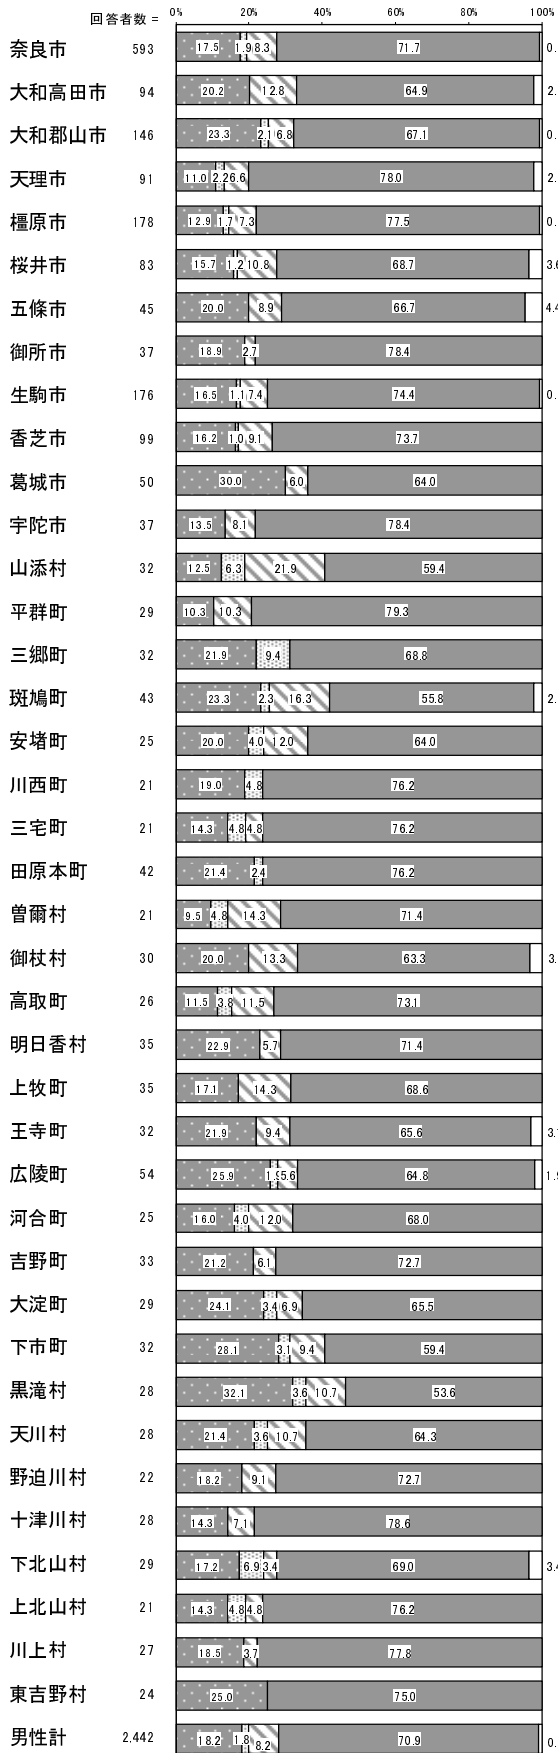 回答者数 = 0% 20% 40% 60% 80% 100%
奈良市 593 17.5 1.9 8.3 71.7 0.
大和高田市 94 20.2 12.8 64.9 2.
大和郡山市 146 23.3 2.1 6.8 67.1 0.
天理市 91 11.0 2.2 6.6 78.0 2.
橿原市 178 12.9 1.7 7.3 77.5 0.
桜井市 83 15.7 1.2 10.8 68.7 3.6
五條市 45 20.0 8.9 66.7 4.4
御所市 37 18.9 2.7 78.4
生駒市 176 16.5 1.1 7.4 74.4 0.
香芝市 99 16.2 1.0 9.1 73.7
葛城市 50 30.0 6.0 64.0
宇陀市 37 13.5 8.1 78.4
山添村 32 12.5 6.3 21.9 59.4
平群町 29 10.3 10.3 79.3
三郷町 32 21.9 9.4 68.8
斑鳩町 43 23.3 2.3 16.3 55.8 2.
安堵町 25 20.0 4.0 12.0 64.0
川西町 21 19.0 4.8 76.2
三宅町 21 14.3 4.8 4.8 76.2
田原本町 42 21.4 2.4 76.2
曽爾村 21 9.5 4.8 14.3 71.4
御杖村 30 20.0 13.3 63.3 3.
高取町 26 11.5 3.8 11.5 73.1
明日香村 35 22.9 5.7 71.4
上牧町 35 17.1 14.3 68.6
王寺町 32 21.9 9.4 65.6 3.
広陵町 54 25.9 1.9 5.6 64.8 1.9
河合町 25 16.0 4.0 12.0 68.0
吉野町 33 21.2 6.1 72.7
大淀町 29 24.1 3.4 6.9 65.5
下市町 32 28.1 3.1 9.4 59.4
黒滝村 28 32.1 3.6 10.7 53.6
天川村 28 21.4 3.6 10.7 64.3
野迫川村 22 18.2 9.1 72.7
十津川村 28 14.3 7.1 78.6
下北山村 29 17.2 6.9 3.4 69.0 3.4
上北山村 21 14.3 4.8 4.8 76.2
川上村 27 18.5 3.7 77.8
東吉野村 24 25.0 75.0
男性計 2,442 18.2 1.8 8.2 70.9 0.